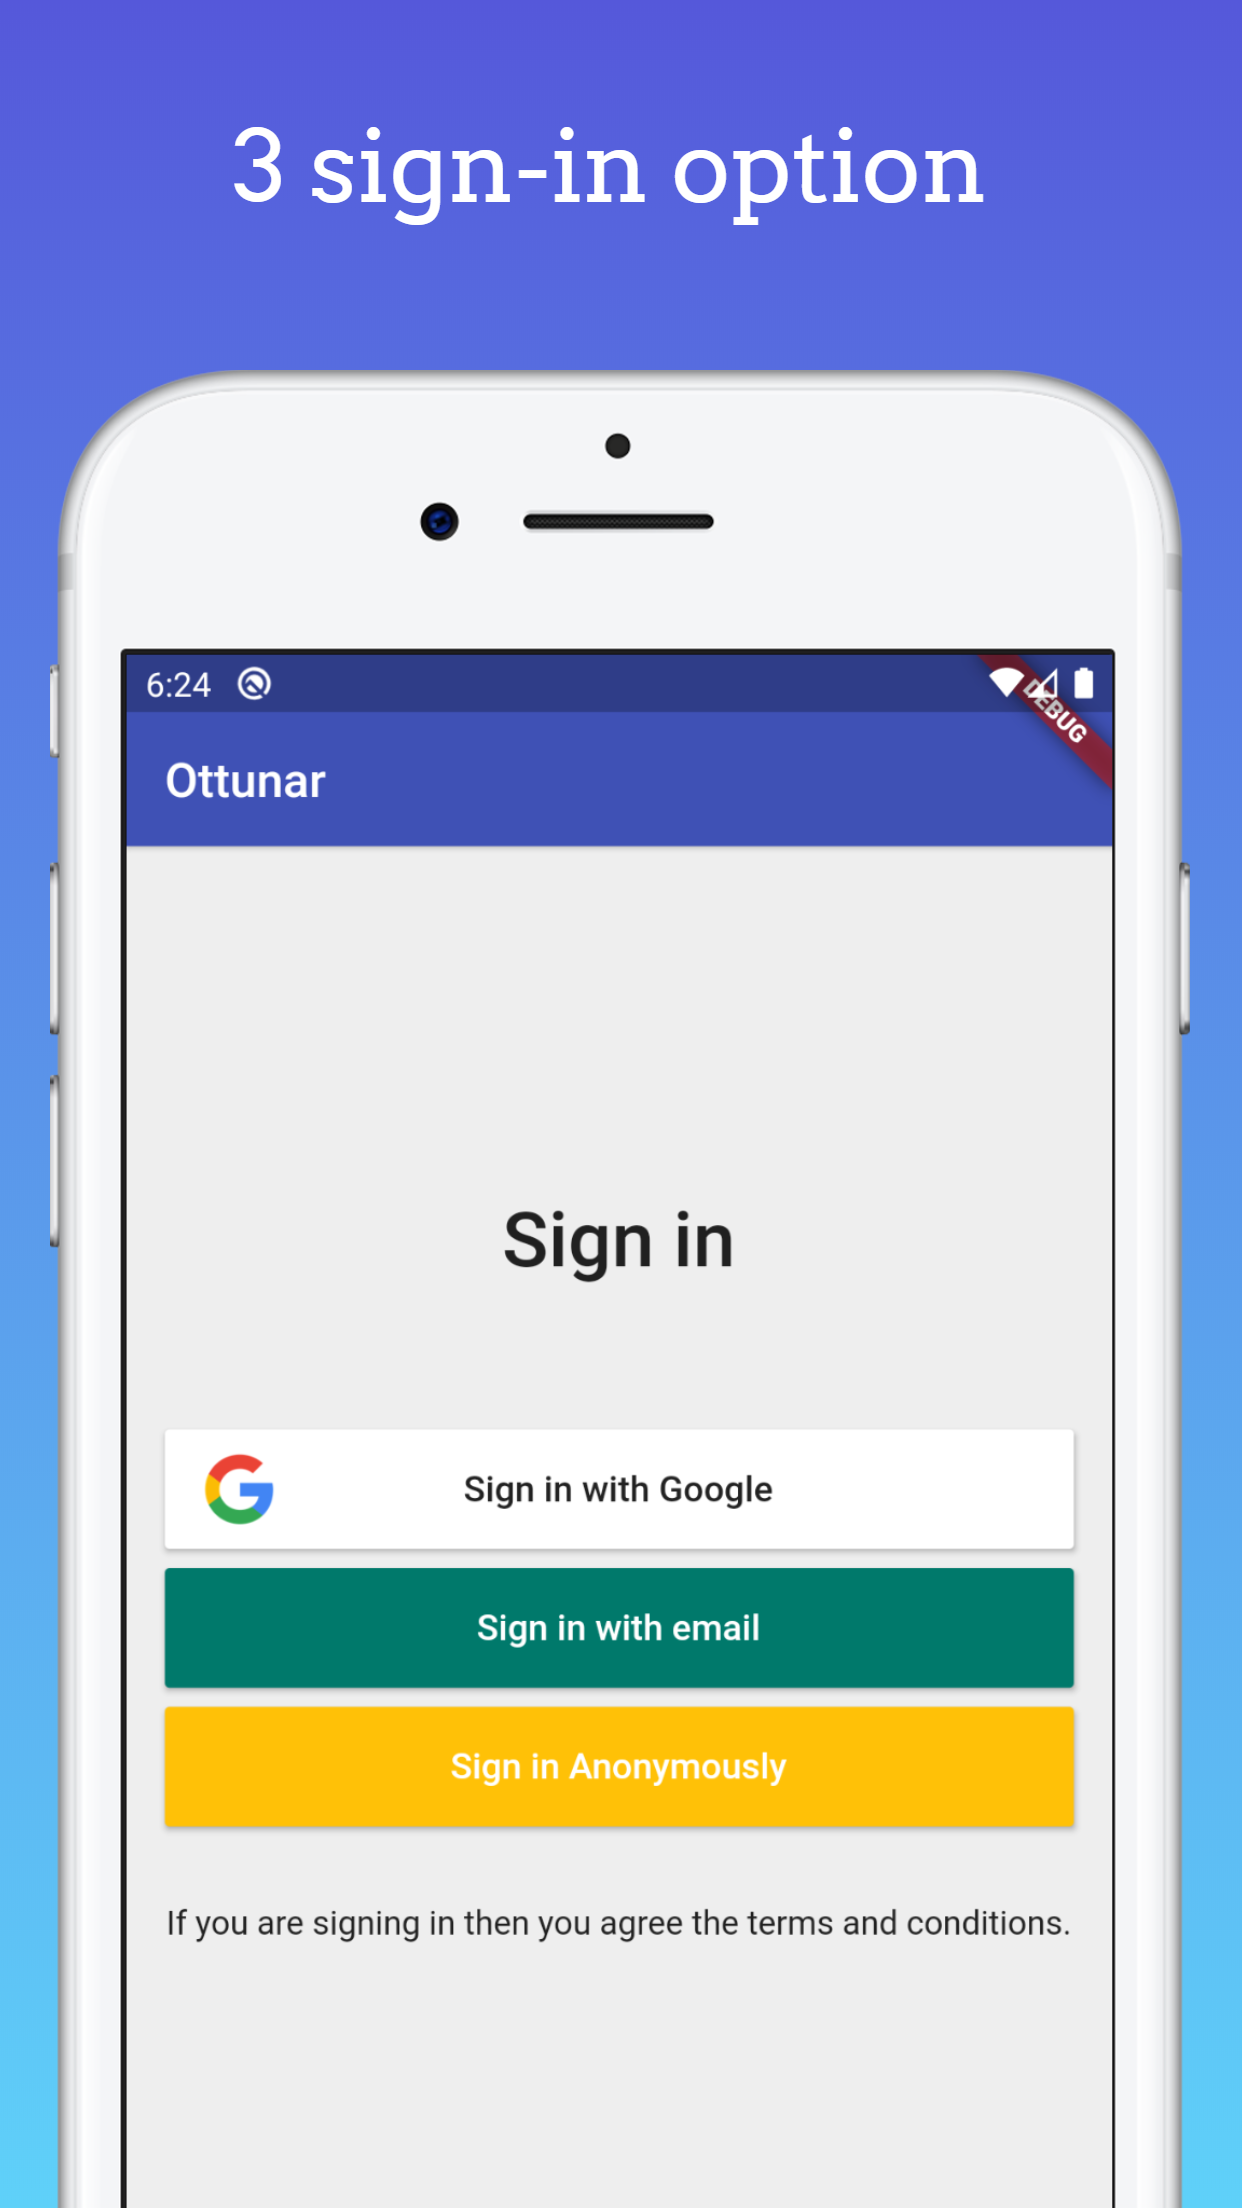 3 sign-in option
6:24
DEBUG
Ottunar
Sign in
Sign in with Google
Sign in with email
Sign in Anonymously
If you are signing in then you agree the terms and conditions.